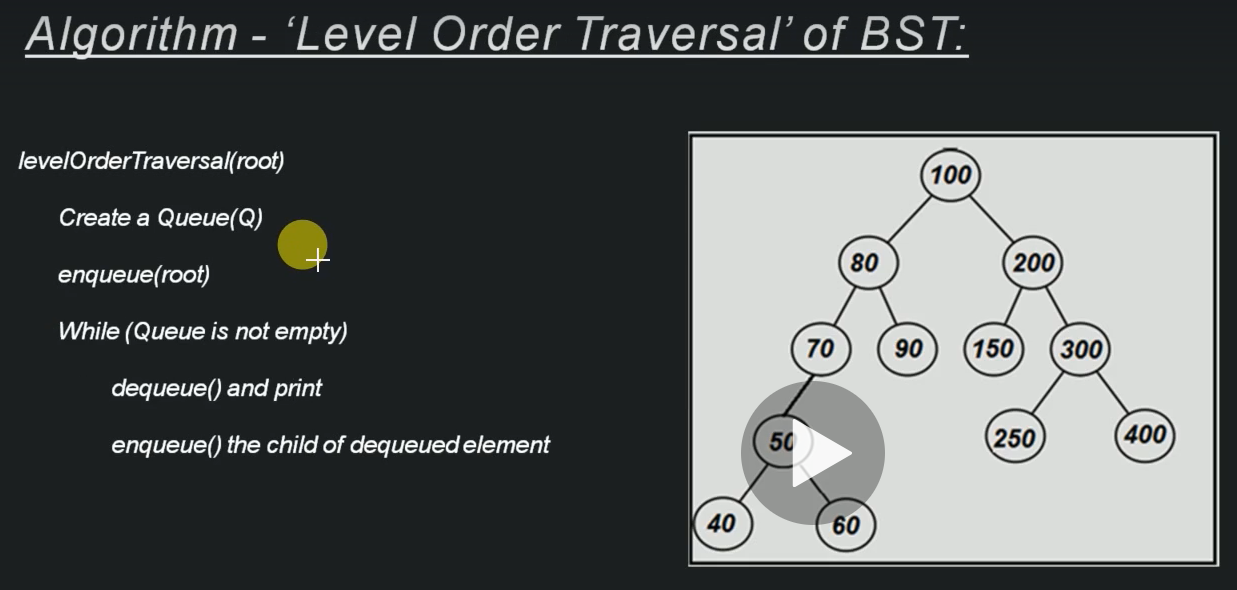 Algorithm - ‘Level Order Traversal’ of BST:
levelOrderTraversal(root)
Create a Queue(Q)
enqueue(root)
While (Queue is not empty)
dequeue() and print
enqueue() the child of dequeued element
100
80 200
70 90 150 300
50 250 400
40 60